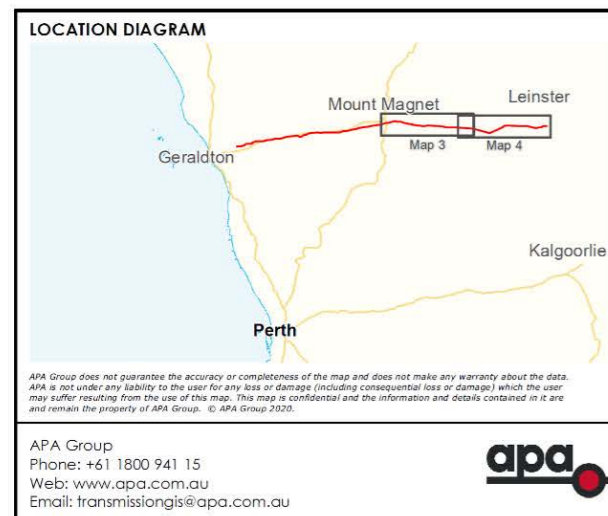 LOCATION DIAGRAM
Mount Magnet
Leinster
Geraldton
Map 3
Map 4
Kalgoorlie
Perth
APA Group does not guarantee the accuracy or completeness of the map and does not make any warranty about the data.
APA is not under any liability to the user for any loss or damage (including consequential loss or damage) which the user
may suffer resulting from the use of this map. This map is confidential and the information and details contained in it are
and remain the property of APA Group. © APA Group 2020.
APA Group
Phone: +61 1800 941 15
Web: www.apa.com.au
Email: transmissiongis@apa.com.au
apa